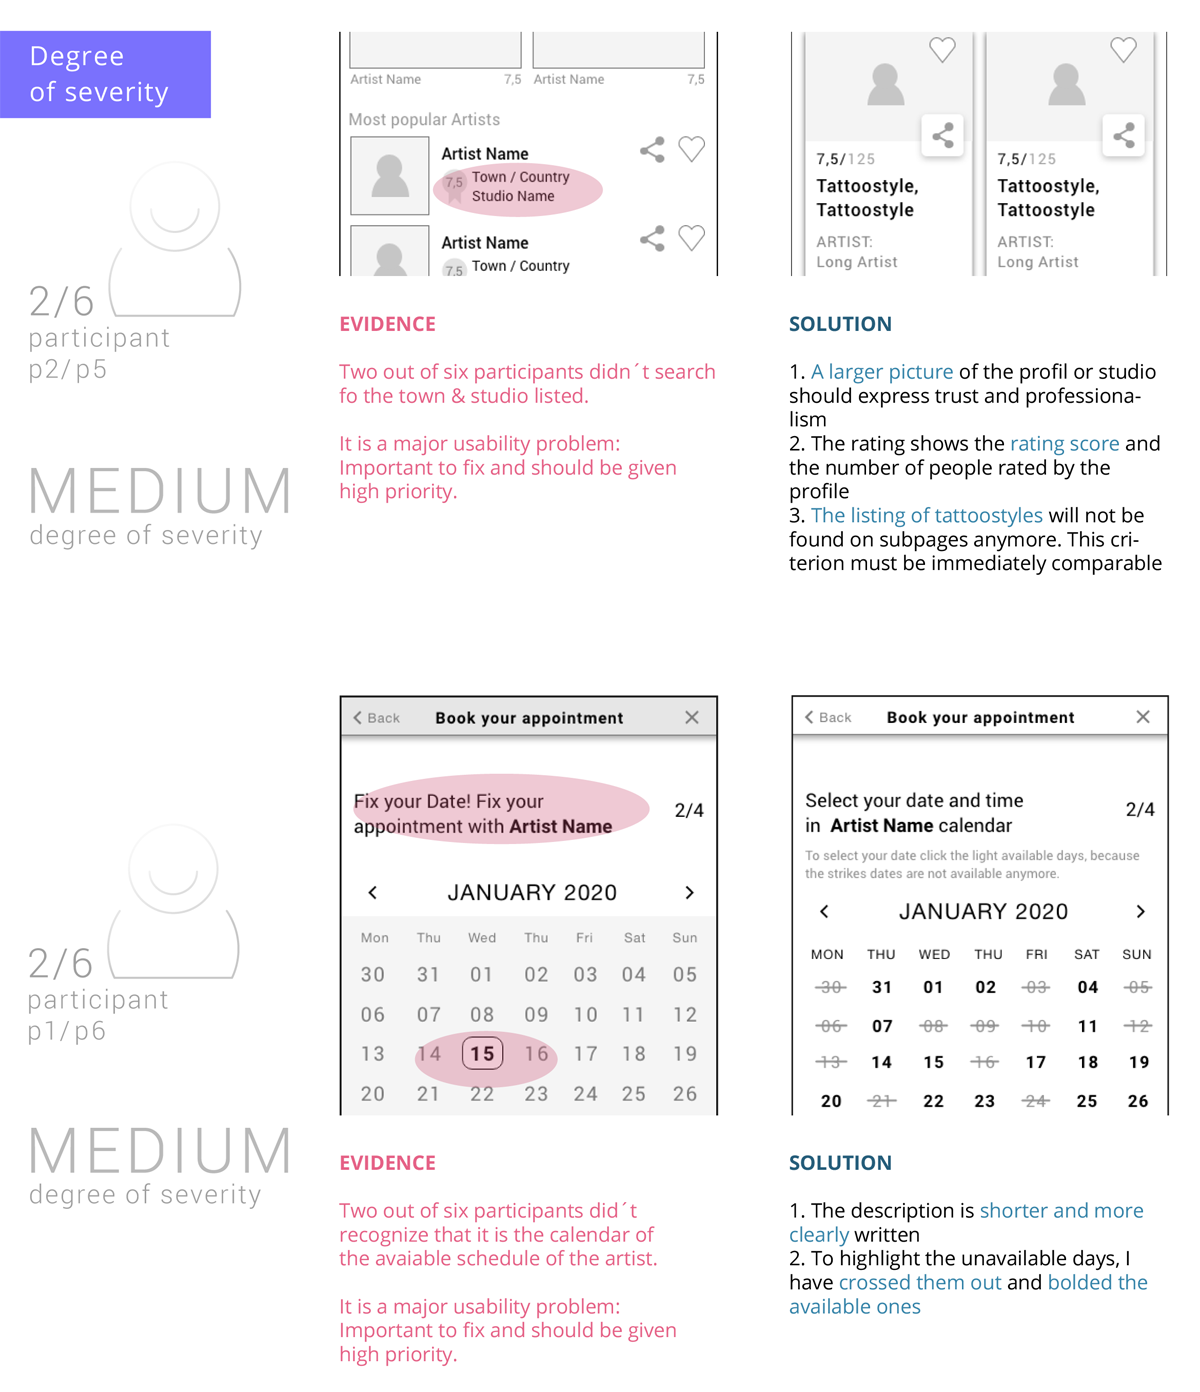 Degree
of severity
2/6
participant
p2/p5
MEDIUM
degree of severity
Artist Name 7,5 Artist Name 7,5
Most popular Artists
Artist Name
7,5 Town / Country
Studio Name
Artist Name
7,5 Town / Country
EVIDENCE
Two out of six participants didn´t search
fo the town & studio listed.
It is a major usability problem:
Important to fix and should be given
high priority.
7,5/125
Tattoostyle,
Tattoostyle
ARTIST:
Long Artist
7,5/125
Tattoostyle,
Tattoostyle
ARTIST:
Long Artist
SOLUTION
1. A larger picture of the profil or studio
should express trust and professiona-
lism
2. The rating shows the rating score and
the number of people rated by the
profile
3. The listing of tattoostyles will not be
found on subpages anymore. This cri-
terion must be immediately comparable
2/6
participant
p1/p6
MEDIUM
degree of severity
Back Book your appointment
Fix your Date! Fix your
appointment with Artist Name
2/4
JANUARY 2020
Mon Thu Wed Thu Fri Sat Sun
30 31 01 02 03 04 05
06 07 08 09 10 11 12
13 14 15 16 17 18 19
20 21 22 23 24 25 26
EVIDENCE
Two out of six participants did´t
recognize that it is the calendar of
the avaiable schedule of the artist.
It is a major usability problem:
Important to fix and should be given
high priority.
Back Book your appointment
Select your date and time
in Artist Name calendar
2/4
To select your date click the light available days, because
the strikes dates are not available anymore.
JANUARY 2020
MON THU WED THU FRI SAT SUN
30 31 01 02 03 04 05
06 07 08 09 10 11 12
13 14 15 16 17 18 19
20 21 22 23 24 25 26
SOLUTION
1. The description is shorter and more
clearly written
2. To highlight the unavailable days, I
have crossed them out and bolded the
available ones